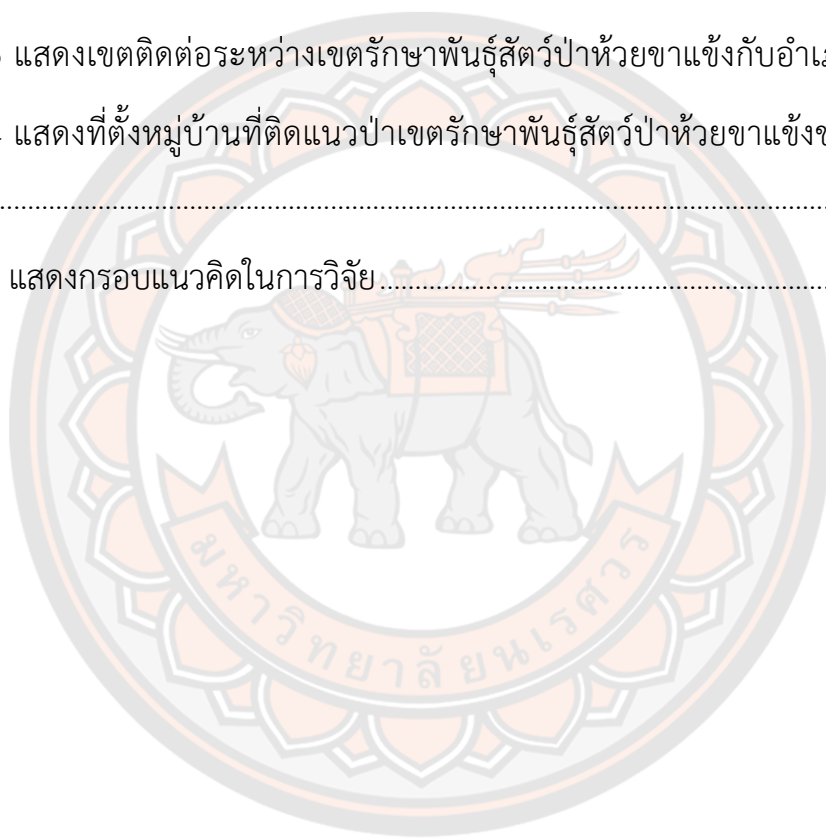 แสดงเขตติดต่อระหว่างเขตรักษาพันธุ์สัตว์ป่าห้วยขาแข้งกับ
แสดงที่ตั้งหมู่บ้านที่ติดแนวป่าเขตรักษาพันธุ์สัตว์ป่าห้วยขาแข้ง
........................................................................................................................
แสดงกรอบแนวคิดในการวิจัย................................................................
มหาวิทยาลัยนเรศวร